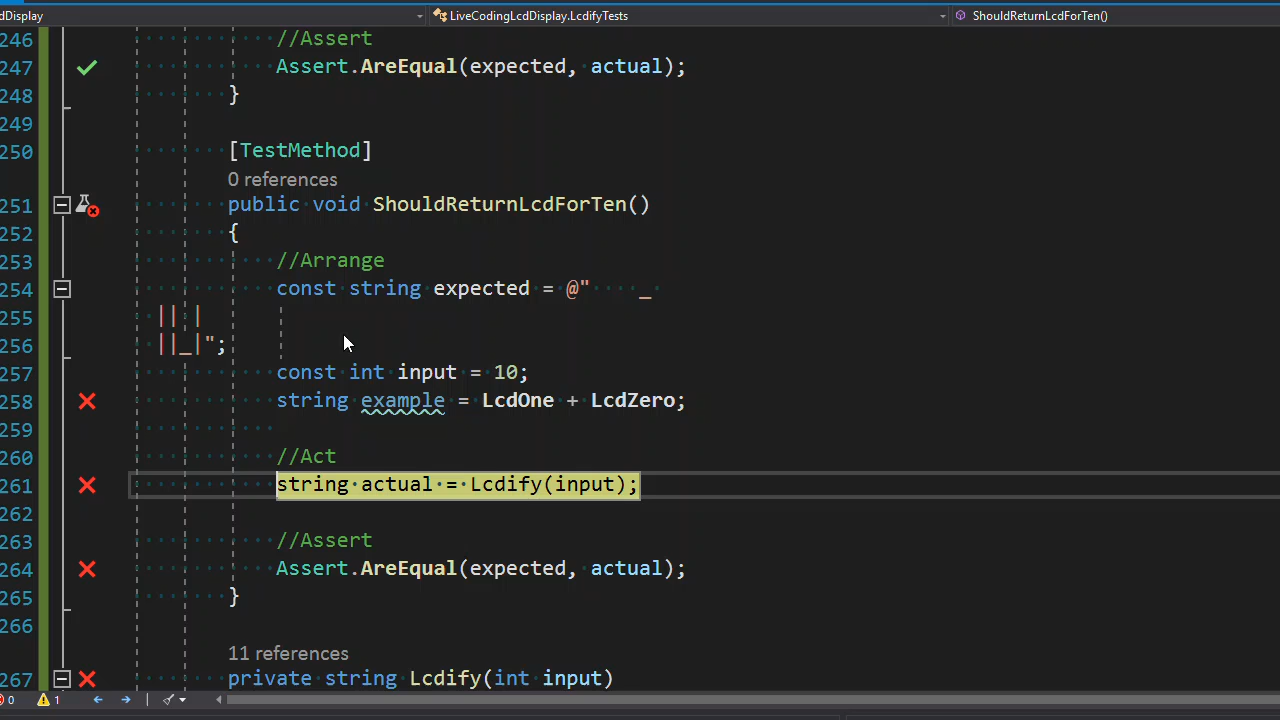 dDisplay LiveCodingLcdDisplay.LcdifyTests ShouldReturnLcdForTen()
246 //Assert
247 Assert.AreEqual(expected, actual);
248 }
249
250 [TestMethod]
0 references
251 public void ShouldReturnLcdForTen()
252 {
253 //Arrange
254 const string expected = @"    _ 
255  || |
256  ||_|";
257 const int input = 10;
258 string example = LcdOne + LcdZero;
259
260 //Act
261 string actual = Lcdify(input);
262
263 //Assert
264 Assert.AreEqual(expected, actual);
265 }
266
11 references
267 private string Lcdify(int input)
0 1